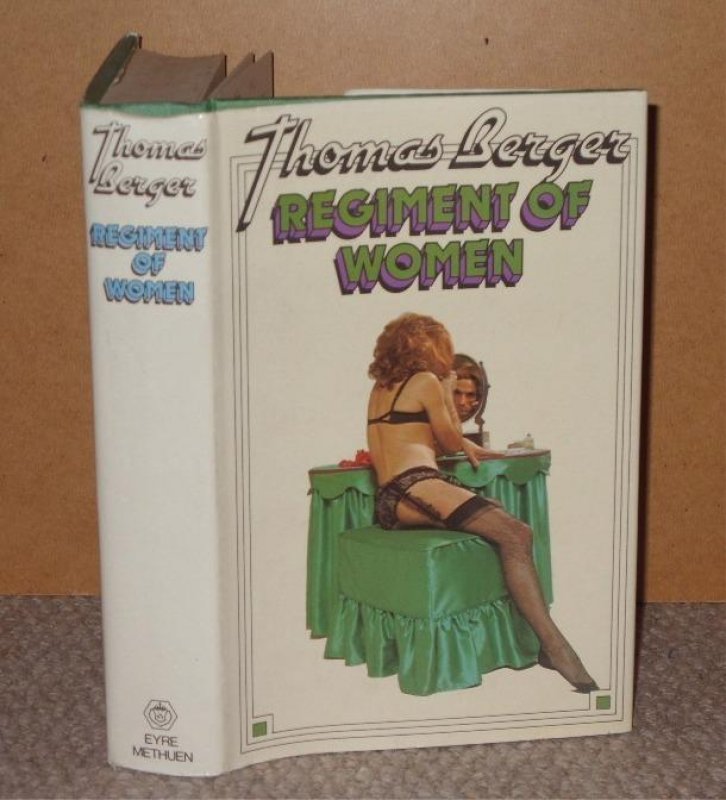 Thomas
Berger
REGIMENT
OF
WOMEN
EYRE
METHUEN
Thomas Berger
REGIMENT OF
WOMEN